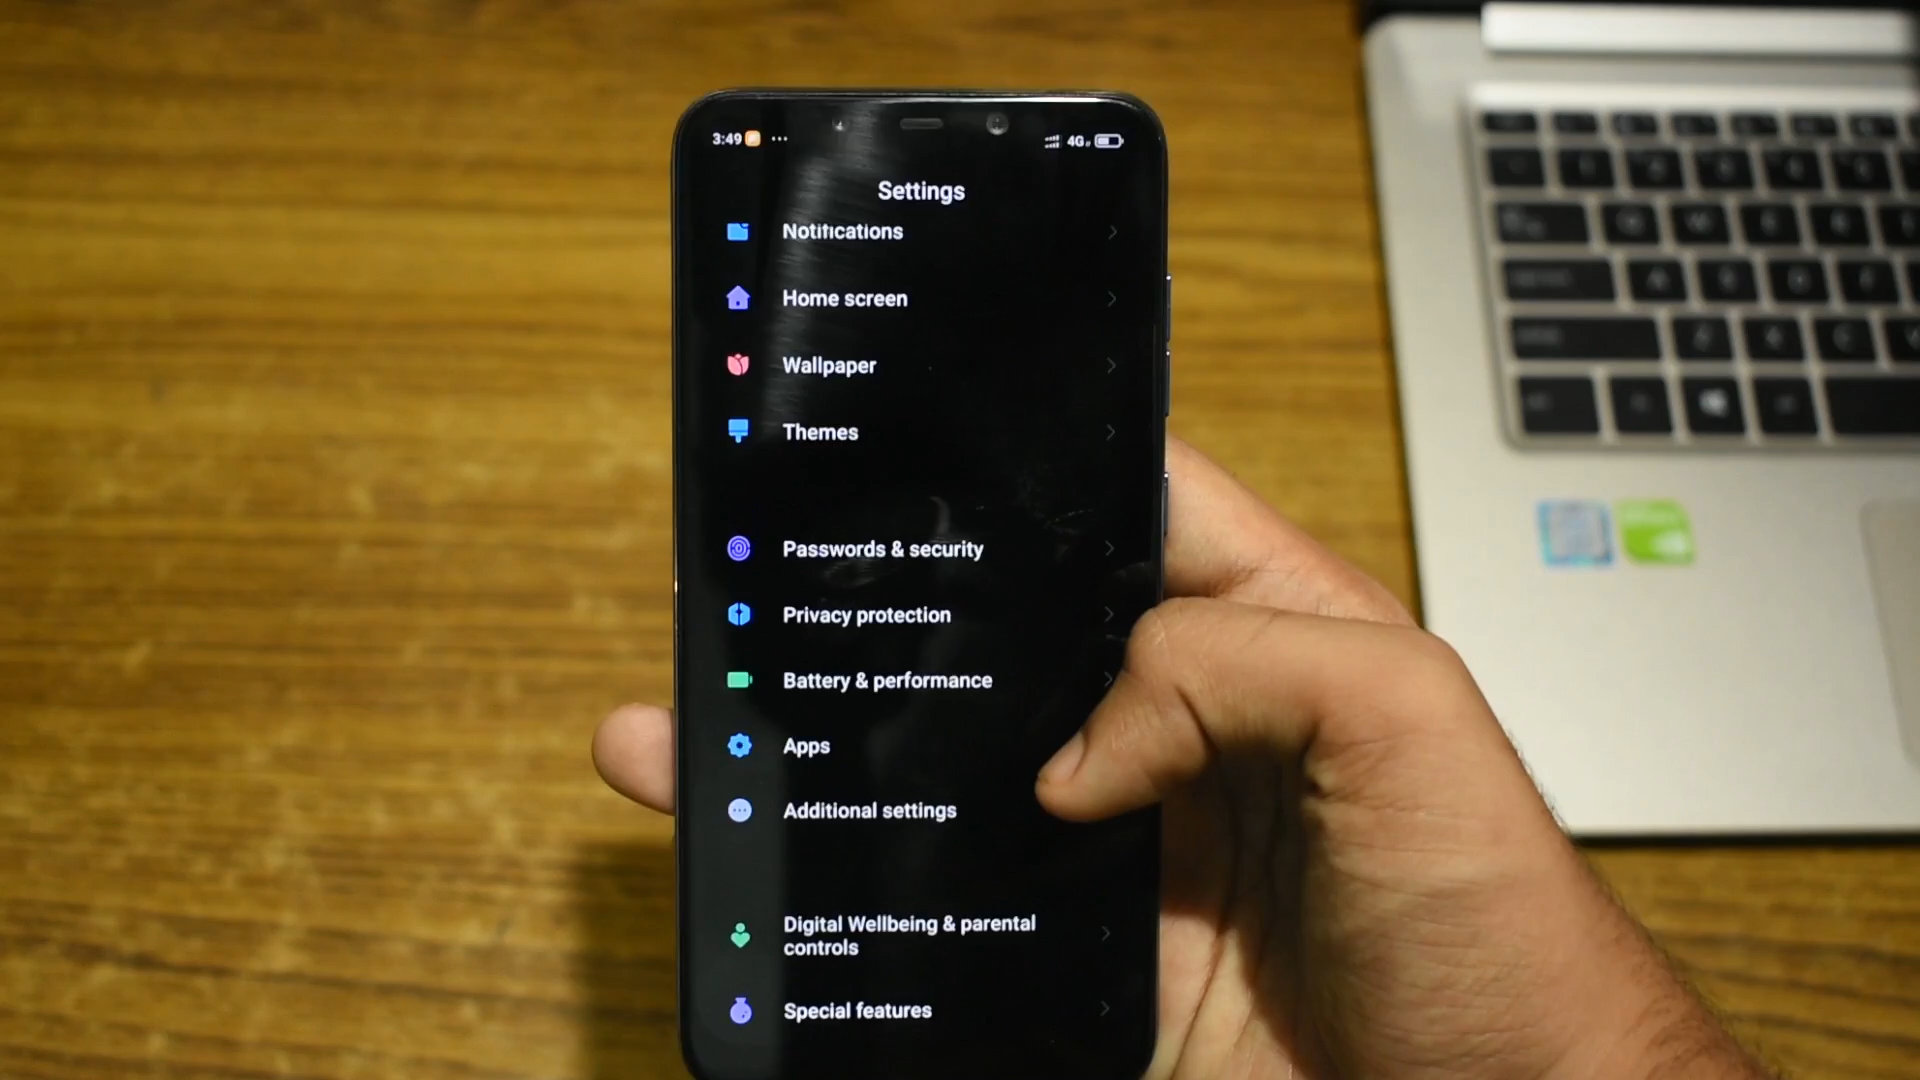 3:49 ... 4G
Settings
Notifications
Home screen
Wallpaper
Themes
Passwords & security
Privacy protection
Battery & performance
Apps
Additional settings
Digital Wellbeing & parental
controls
Special features